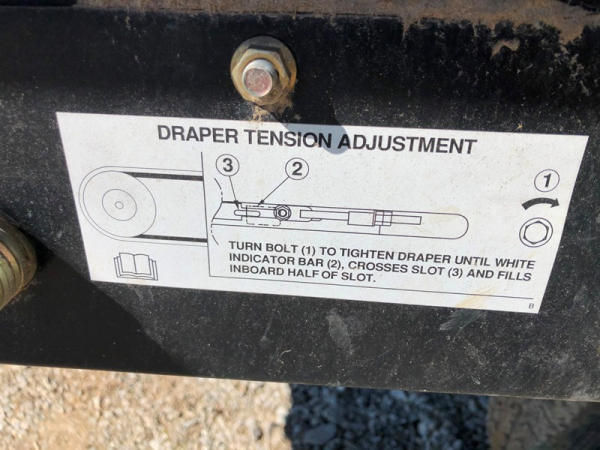 DRAPER TENSION ADJUSTMENT
3
2
1
TURN BOLT (1) TO TIGHTEN DRAPER UNTIL WHITE
INDICATOR BAR (2), CROSSES SLOT (3) AND FILLS
INBOARD HALF OF SLOT.
B